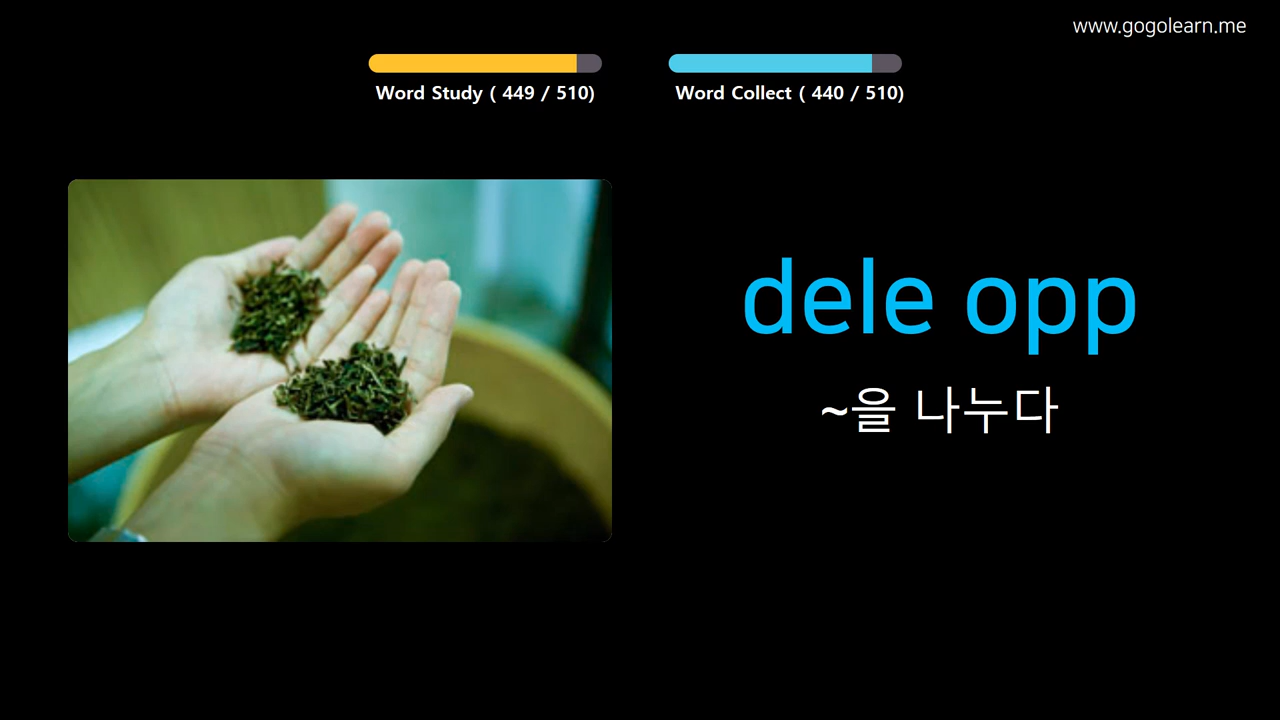 www.gogolearn.me
Word Study ( 449 / 510)
Word Collect ( 440 / 510)
dele opp
~을 나누다